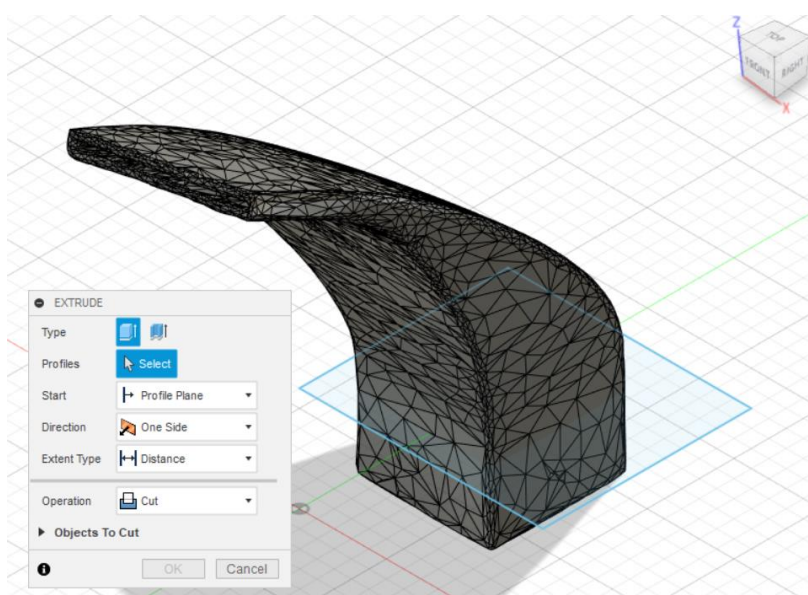 Z
TOP
FRONT
RIGHT
X
EXTRUDE
Type
Profiles Select
Start Profile Plane
Direction One Side
Extent Type Distance
Operation Cut
Objects To Cut
OK Cancel